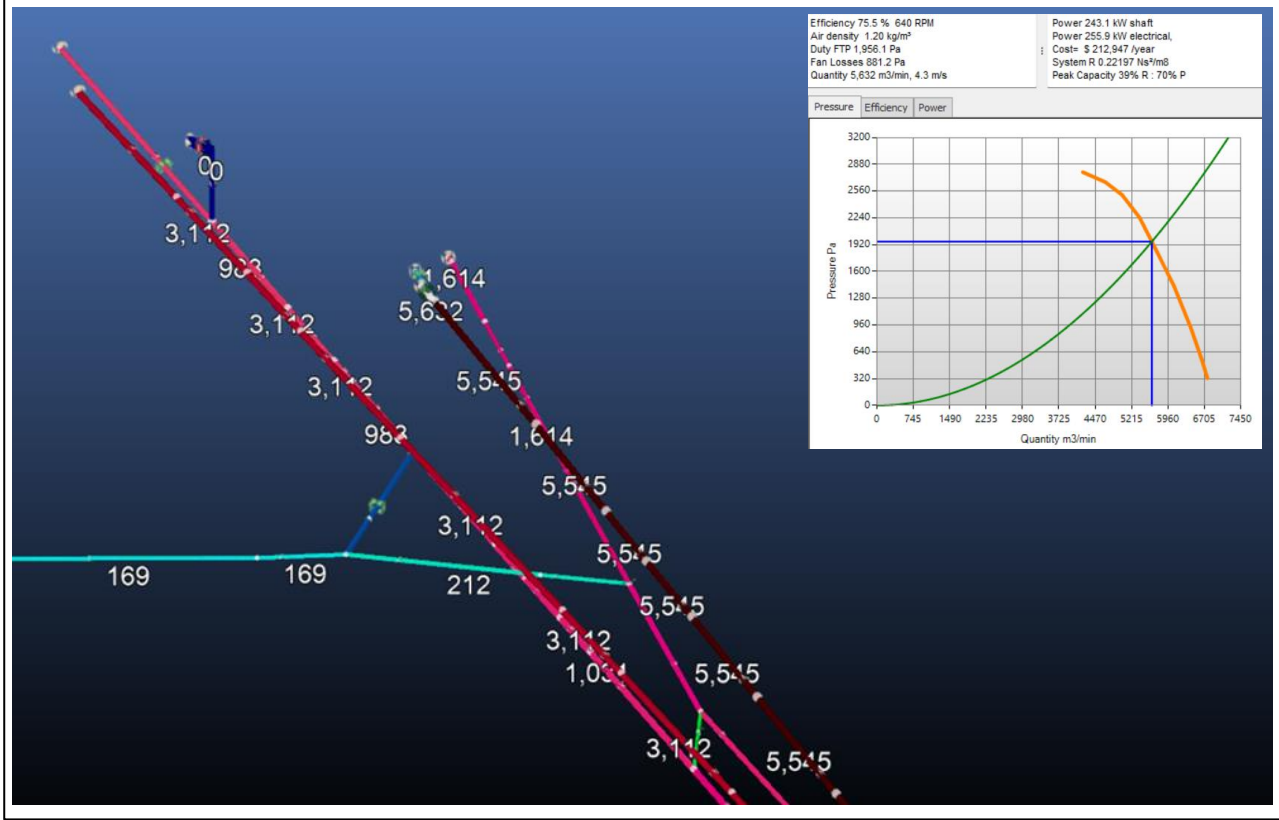 Efficiency 75.5 % 640 RPM
Air density 1.20 kg/m³
Duty FTP 1,956.1 Pa
Fan Losses 881.2 Pa
Quantity 5,632 m3/min, 4.3 m/s
Power 243.1 kW shaft
Power 255.9 kW electrical,
Cost= $ 212,947 /year
System R 0.22197 Ns²/m8
Peak Capacity 39% R : 70% P
Pressure Efficiency Power
3200
2880
2560
2240
1920
1600
1280
960
640
320
0
Pressure Pa
0 745 1490 2235 2980 3725 4470 5215 5960 6705 7450
Quantity m3/min
0 0
3,112
983
1,614
5,632
3,112
3,112
5,545
983
1,614
5,545
3,112
5,545
169 169 212
5,545
3,112
1,031
5,545
3,112
5,545